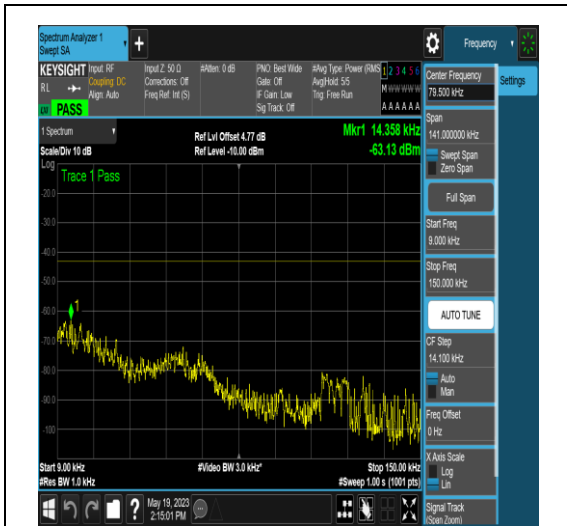 Spectrum Analyzer 1
Swept SA
Frequency
KEYSIGHT
RL
PASS
Input: RF
Coupling: DC
Align: Auto
Input Z: 50 Ω
Corrections: Off
Freq Ref: Int (S)
#Atten: 0 dB
PNO: Best Wide
Gate: Off
IF Gain: Low
Sig Track: Off
#Avg Type: Power (RMS
Avg|Hold: 5/5
Trig: Free Run
1 2 3 4 5 6
M W W W W W
A A A A A A
Center Frequency
79.500 kHz
Settings
Span
141.000000 kHz
Swept Span
Zero Span
Full Span
Start Freq
9.000 kHz
Stop Freq
150.000 kHz
AUTO TUNE
CF Step
14.100 kHz
Auto
Man
Freq Offset
0 Hz
X Axis Scale
Log
Lin
Signal Track
(Span Zoom)
1 Spectrum
Scale/Div 10 dB
Ref Lvl Offset 4.77 dB
Ref Level -10.00 dBm
Mkr1 14.358 kHz
-63.13 dBm
Log
Trace 1 Pass
-20.0
-30.0
-40.0
-50.0
-60.0
-70.0
-80.0
-90.0
-100
1
Start 9.00 kHz
#Res BW 1.0 kHz
#Video BW 3.0 kHz*
Stop 150.00 kHz
#Sweep 1.00 s (1001 pts)
?
May 19, 2023
2:15:01 PM